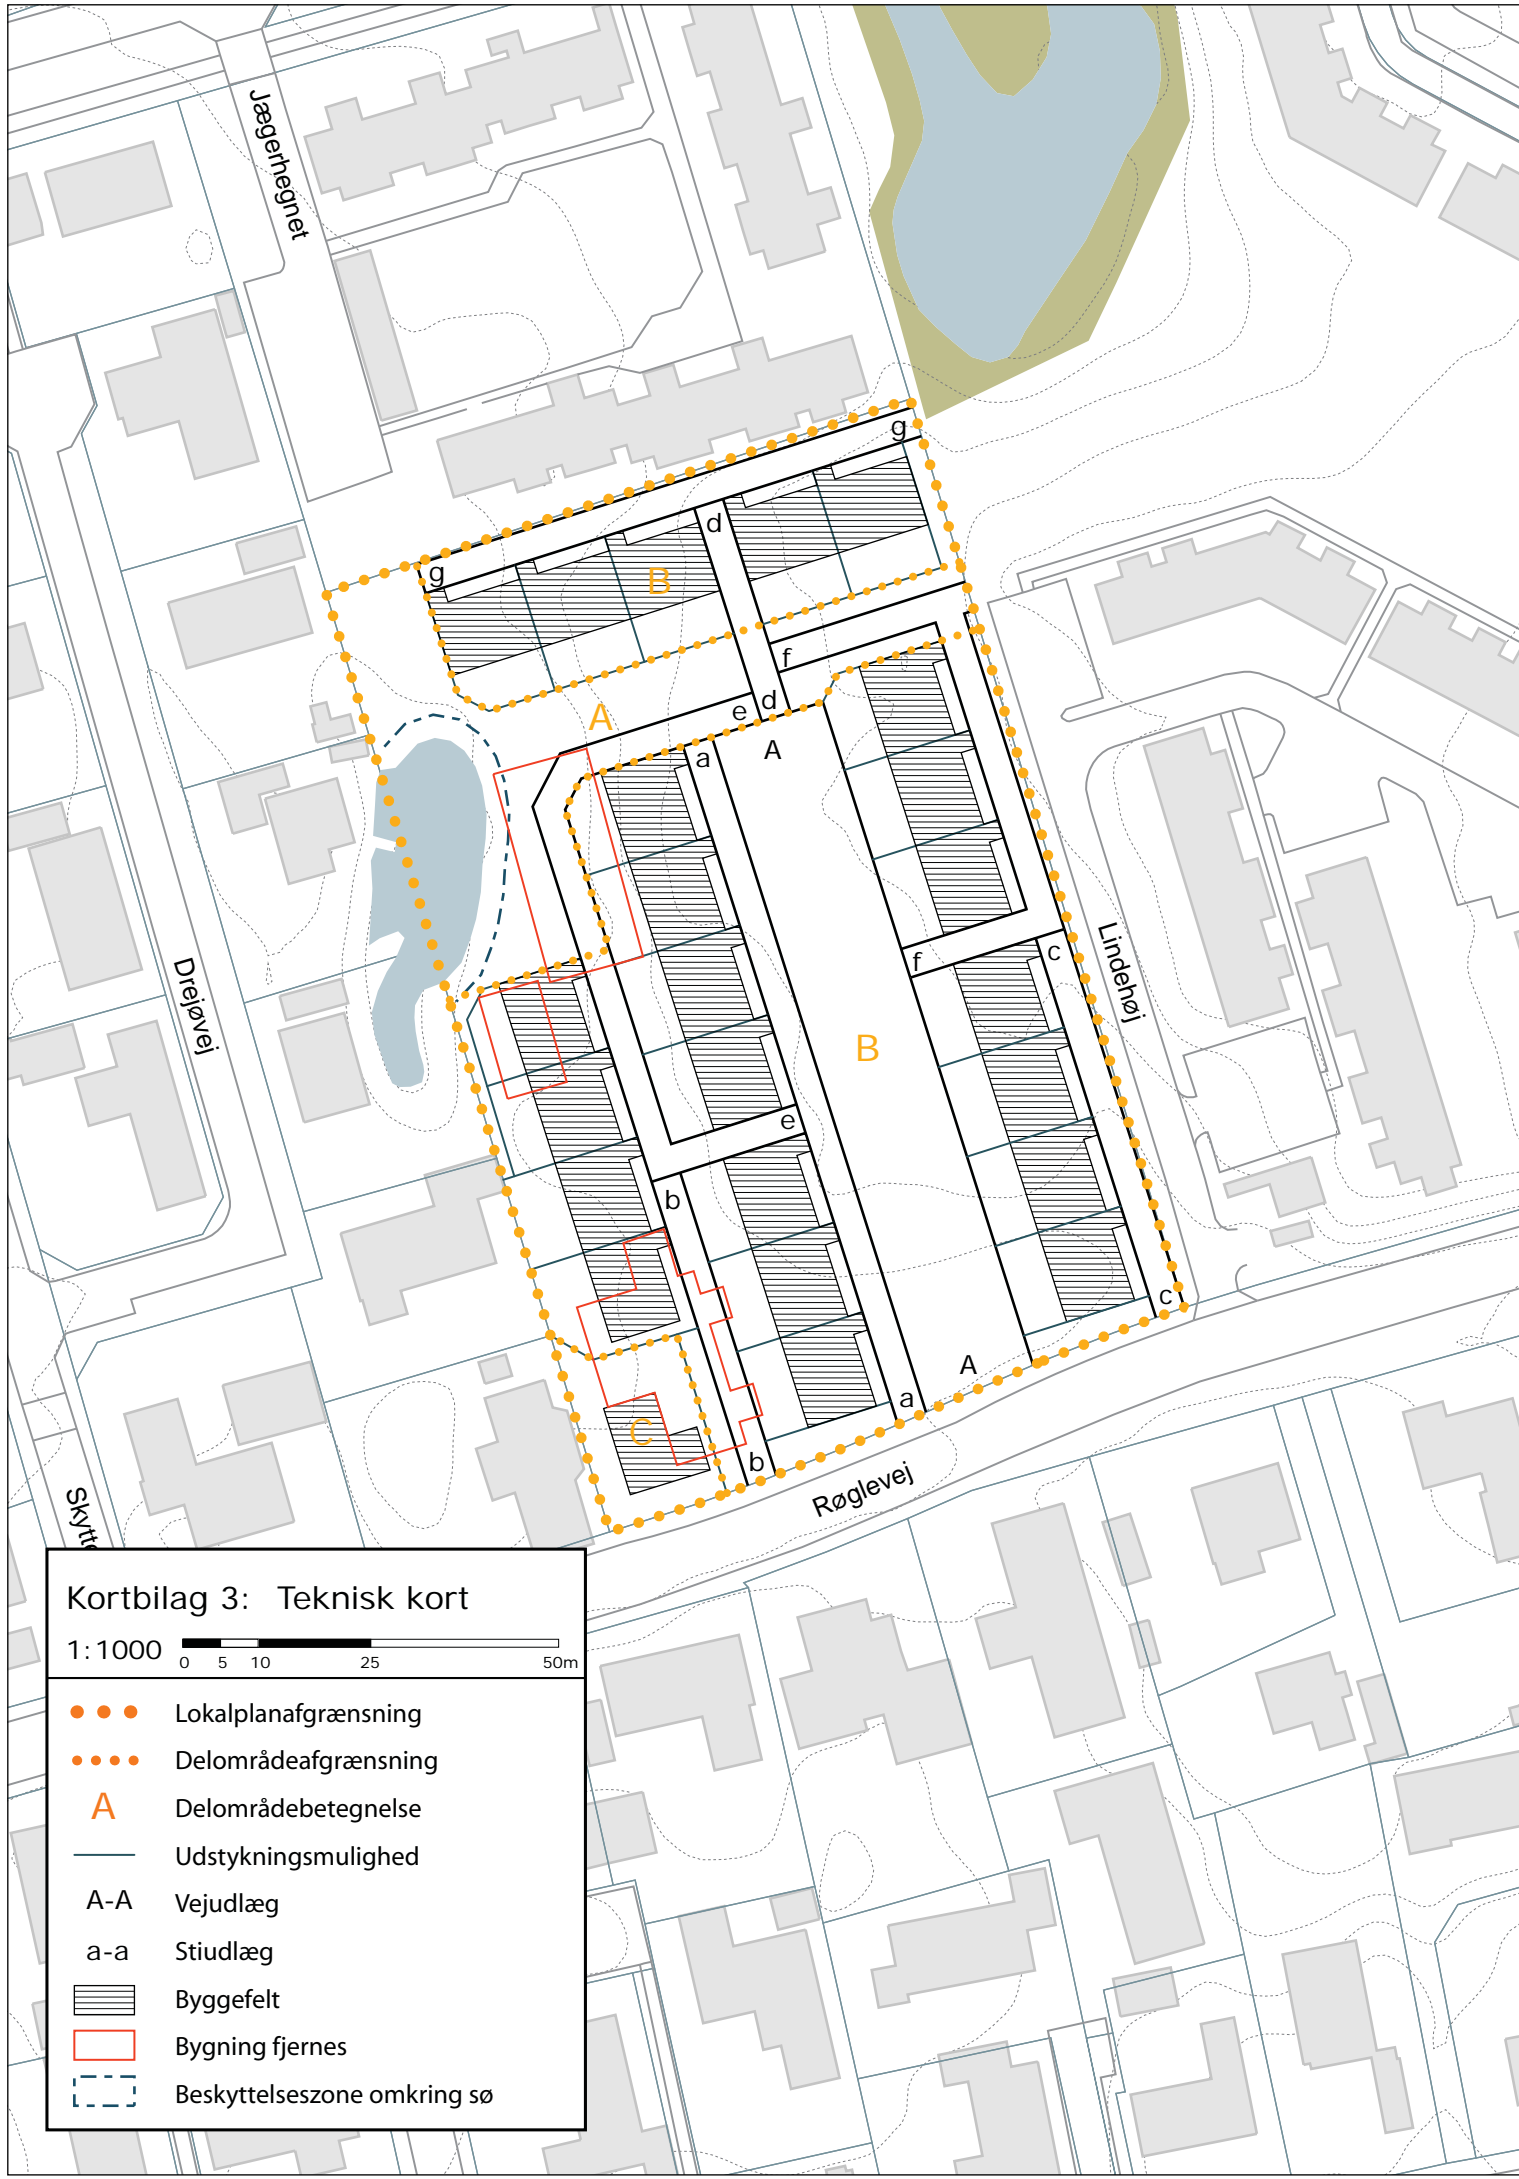 Jægerhegnet
g
d
g
B
f
d
e
A
A
a
Lindehøj
c
f
Drejøvej
B
e
b
c
A
a
C
b
Røglevej
Skytte
Kortbilag 3: Teknisk kort
1:1000
0 5 10 25 50m
Lokalplanafgrænsning
Delområdeafgrænsning
A Delområdebetegnelse
Udstykningsmulighed
A-A Vejudlæg
a-a Stiudlæg
Byggefelt
Bygning fjernes
Beskyttelseszone omkring sø